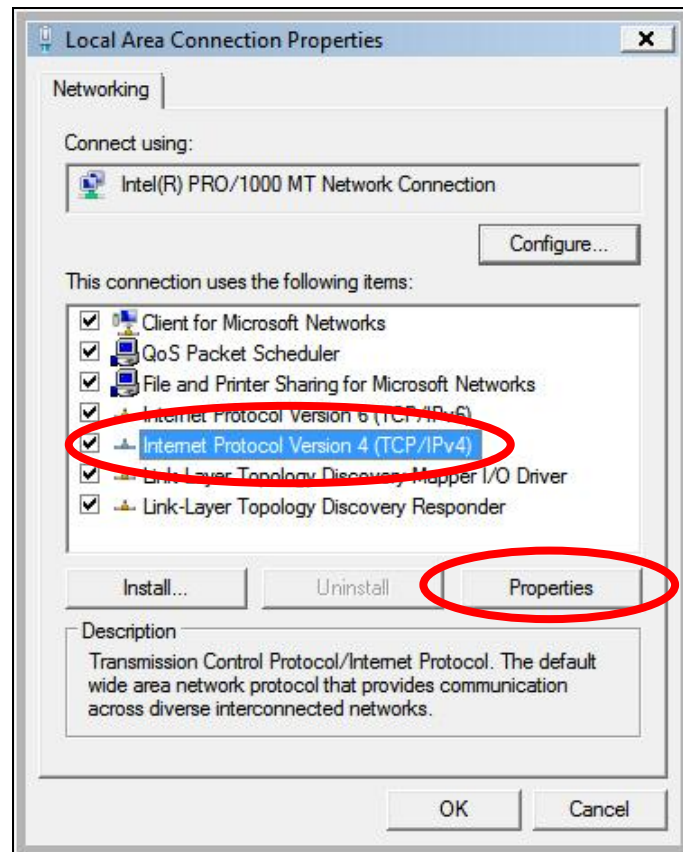 Local Area Connection Properties
Networking
Connect using:
Intel(R) PRO/1000 MT Network Connection
Configure...
This connection uses the following items:
Client for Microsoft Networks
QoS Packet Scheduler
File and Printer Sharing for Microsoft Networks
Internet Protocol Version 6 (TCP/IPv6)
Internet Protocol Version 4 (TCP/IPv4)
Link-Layer Topology Discovery Mapper I/O Driver
Link-Layer Topology Discovery Responder
Install... Uninstall Properties
Description
Transmission Control Protocol/Internet Protocol. The default
wide area network protocol that provides communication
across diverse interconnected networks.
OK Cancel